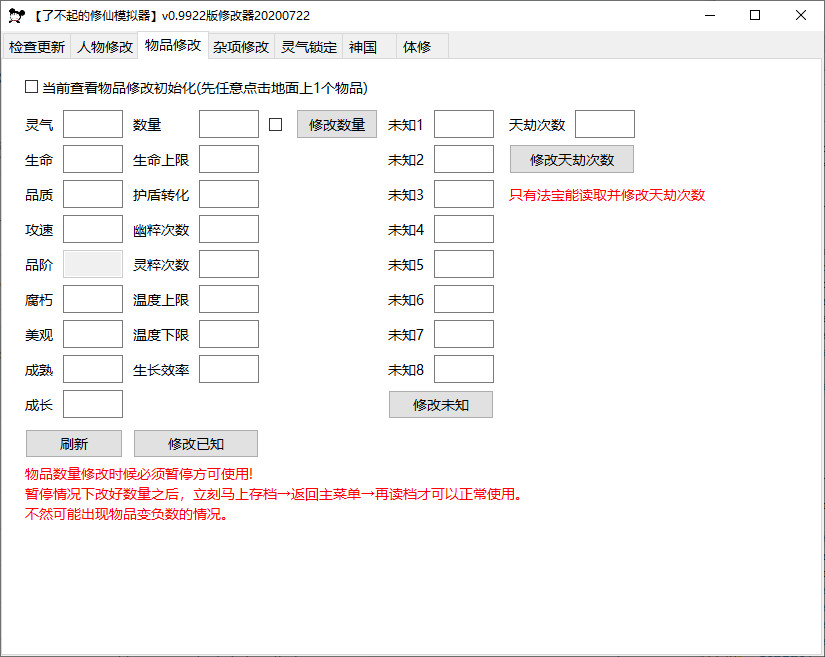 【了不起的修仙模拟器】v0.9922版修改器20200722
检查更新 人物修改 物品修改 杂项修改 灵气锁定 神国 体修
当前查看物品修改初始化(先任意点击地面上1个物品)
灵气 数量 修改数量 未知1 天劫次数
生命 生命上限 未知2 修改天劫次数
品质 护盾转化 未知3 只有法宝能读取并修改天劫次数
攻速 幽粹次数 未知4
品阶 灵粹次数 未知5
腐朽 温度上限 未知6
美观 温度下限 未知7
成熟 生长效率 未知8
成长 修改未知
刷新 修改已知
物品数量修改时候必须暂停方可使用!
暂停情况下改好数量之后，立刻马上存档→返回主菜单→再读档才可以正常使用。
不然可能出现物品变负数的情况。